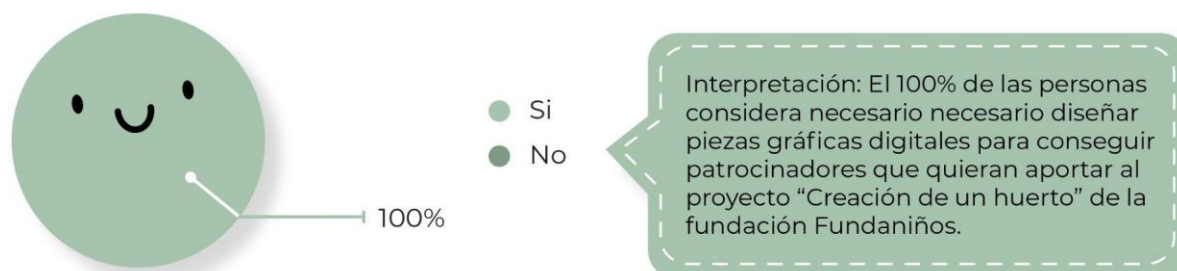 100%
Si
No
Interpretación: El 100% de las personas
considera necesario necesario diseñar
piezas gráficas digitales para conseguir
patrocinadores que quieran aportar al
proyecto “Creación de un huerto” de la
fundación Fundaniños.